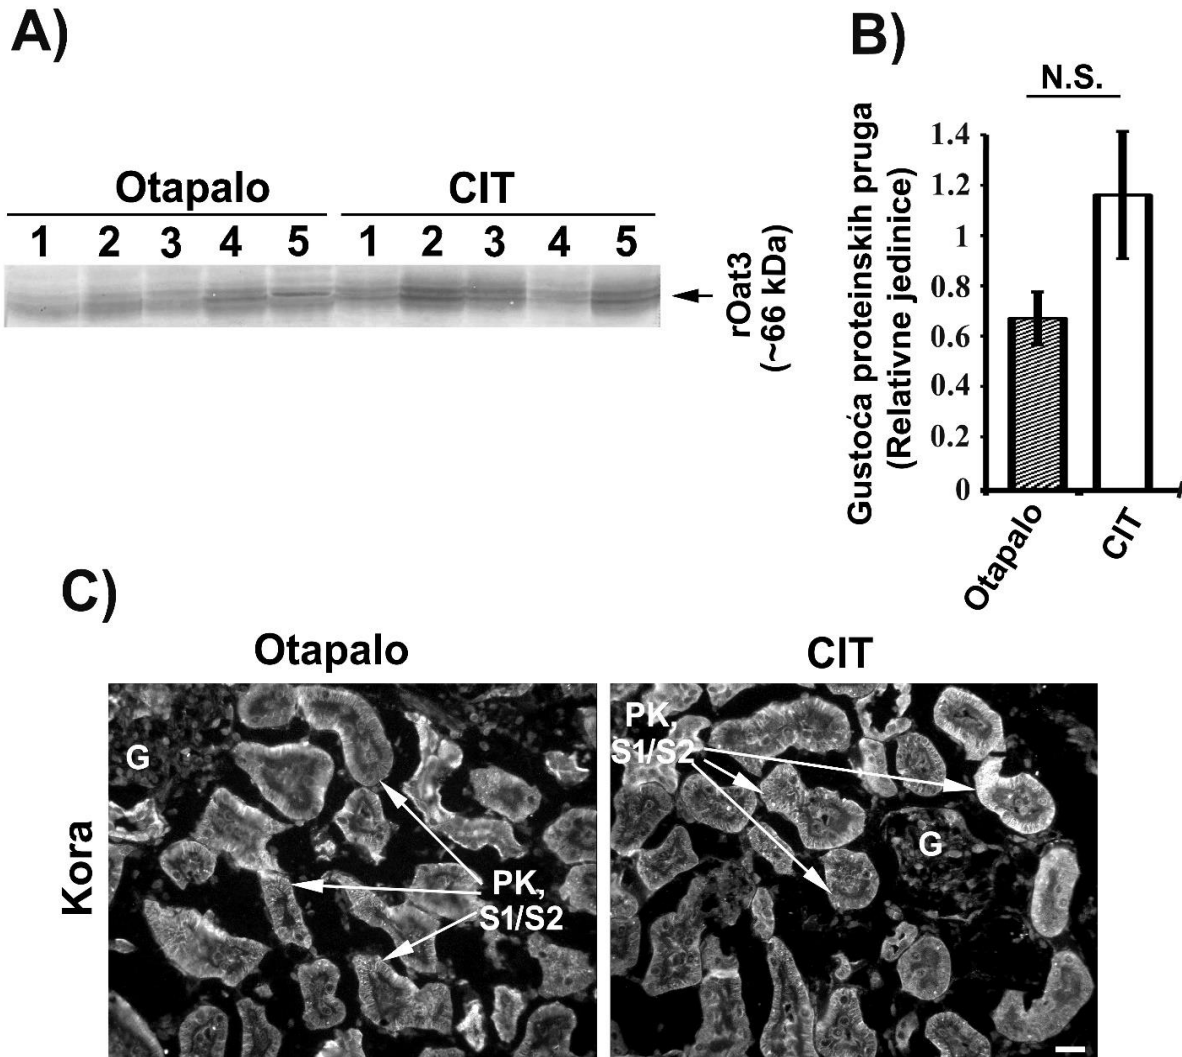 A)
Otapalo CIT
1 2 3 4 5 1 2 3 4 5
rOat3
(~66 kDa)
B)
N.S.
Gustoća proteinskih pruga
(Relativne jedinice)
1.4
1.2
1
0.8
0.6
0.4
0.2
0
Otapalo
CIT
C)
Otapalo
CIT
Kora
G
PK,
S1/S2
PK,
S1/S2
G